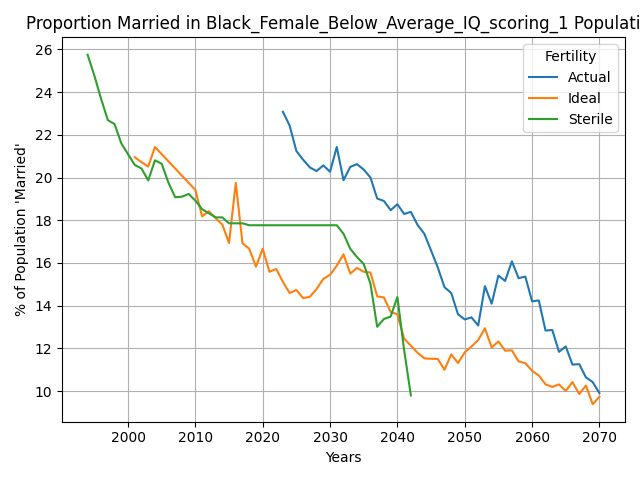 Proportion Married in Black_Female_Below_Average_IQ_scoring_1 Populati
% of Population 'Married'
26
24
22
20
18
16
14
12
10
Fertility
Actual
Ideal
Sterile
2000 2010 2020 2030 2040 2050 2060 2070
Years